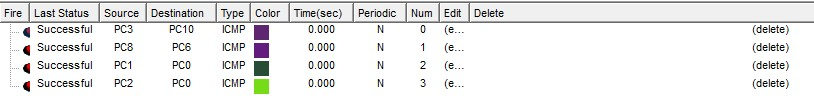 Fire Last Status Source Destination Type Color Time(sec) Periodic Num Edit Delete
Successful PC3 PC10 ICMP 0.000 N 0 (e... (delete)
Successful PC8 PC6 ICMP 0.000 N 1 (e... (delete)
Successful PC1 PC0 ICMP 0.000 N 2 (e... (delete)
Successful PC2 PC0 ICMP 0.000 N 3 (e... (delete)